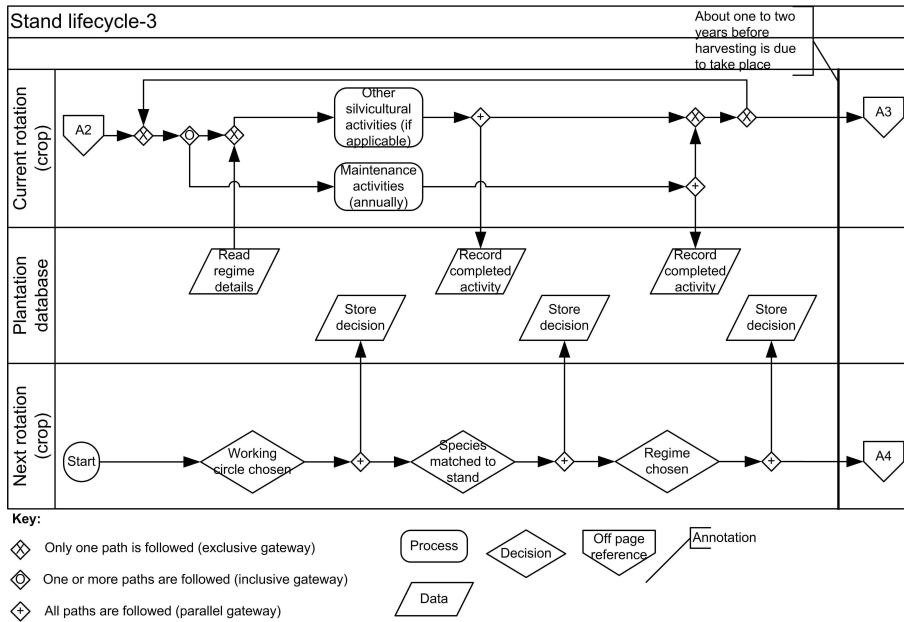 Stand lifecycle-3
About one to two
years before
harvesting is due
to take place
Current rotation
(crop)
A2
X
O
X
Other
silvicultural
activities (if
applicable)
+
X
X
A3
Maintenance
activities
(annually)
+
Plantation
database
Read
regime
details
Record
completed
activity
Record
completed
activity
Store
decision
Store
decision
Store
decision
Next rotation
(crop)
Start
Working
circle chosen
+
Species
matched to
stand
+
Regime
chosen
+
A4
Key:
X
Only one path is followed (exclusive gateway)
O
One or more paths are followed (inclusive gateway)
+
All paths are followed (parallel gateway)
Process
Decision
Off page
reference
Annotation
Data